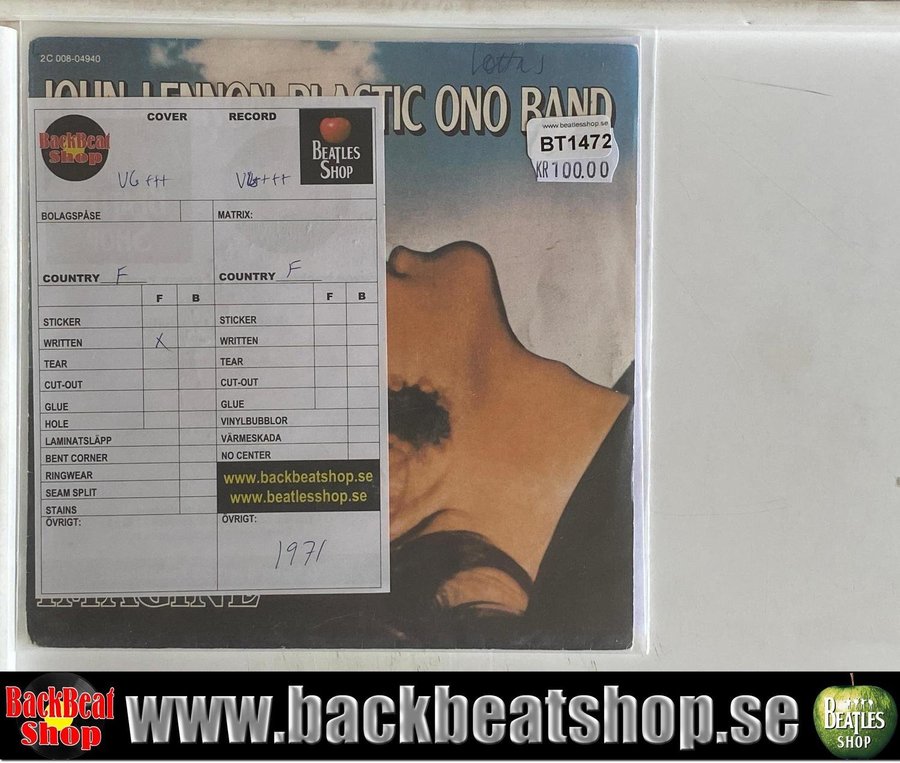 2C 008-04940
Lottas
JOHN LENNON PLASTIC ONO BAND
www.beatlesshop.se
BT1472
KR 100.00
COVER
RECORD
BackBeat
Shop
BEATLES
SHOP
VG+++
VG+++
BOLAGSPÅSE
MATRIX:
COUNTRY F
COUNTRY F
F B
F B
STICKER
STICKER
WRITTEN X
WRITTEN
TEAR
TEAR
CUT-OUT
CUT-OUT
GLUE
GLUE
HOLE
VINYLBUBBLOR
LAMINATSLÄPP
VÄRMESKADA
BENT CORNER
NO CENTER
RINGWEAR
www.backbeatshop.se
SEAM SPLIT
www.beatlesshop.se
STAINS
ÖVRIGT:
ÖVRIGT:
1971
IMAGINE
BackBeat
Shop
www.backbeatshop.se
BEATLES
SHOP